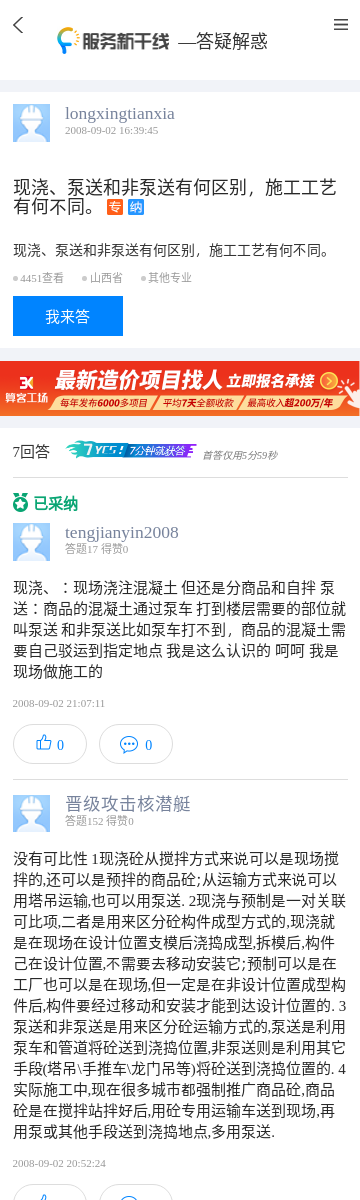 服务新干线 —答疑解惑
longxingtianxia
2008-09-02 16:39:45
现浇、泵送和非泵送有何区别，施工工艺
有何不同。 专 纳
现浇、泵送和非泵送有何区别，施工工艺有何不同。
4451查看 山西省 其他专业
我来答
算客工场 最新造价项目找人 立即报名承接
每年发布6000多项目 平均7天全额收款 最高收入超200万/年
7回答 7分钟就获答 首答仅用5分59秒
已采纳
tengjianyin2008
答题17 得赞0
现浇、：现场浇注混凝土 但还是分商品和自拌 泵
送：商品的混凝土通过泵车 打到楼层需要的部位就
叫泵送 和非泵送比如泵车打不到，商品的混凝土需
要自己驳运到指定地点 我是这么认识的 呵呵 我是
现场做施工的
2008-09-02 21:07:11
0 0
晋级攻击核潜艇
答题152 得赞0
没有可比性 1现浇砼从搅拌方式来说可以是现场搅
拌的,还可以是预拌的商品砼;从运输方式来说可以
用塔吊运输,也可以用泵送. 2现浇与预制是一对关联
可比项,二者是用来区分砼构件成型方式的,现浇就
是在现场在设计位置支模后浇捣成型,拆模后,构件
己在设计位置,不需要去移动安装它;预制可以是在
工厂也可以是在现场,但一定是在非设计位置成型构
件后,构件要经过移动和安装才能到达设计位置的. 3
泵送和非泵送是用来区分砼运输方式的,泵送是利用
泵车和管道将砼送到浇捣位置,非泵送则是利用其它
手段(塔吊\手推车\龙门吊等)将砼送到浇捣位置的. 4
实际施工中,现在很多城市都强制推广商品砼,商品
砼是在搅拌站拌好后,用砼专用运输车送到现场,再
用泵或其他手段送到浇捣地点,多用泵送.
2008-09-02 20:52:24